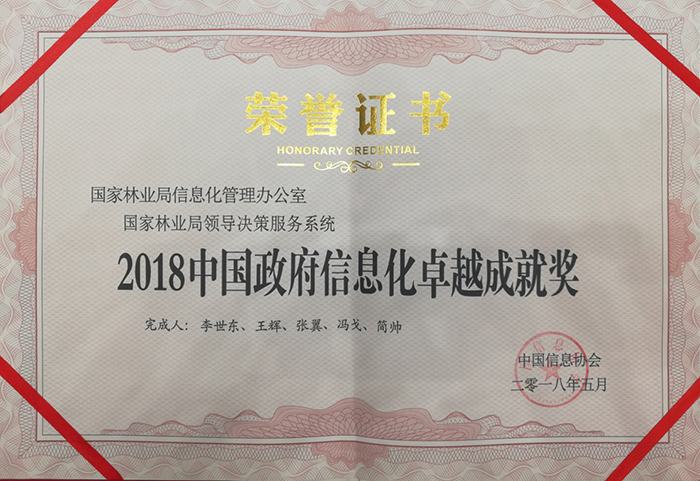 荣誉证书
HONORARY CREDENTIAL
国家林业局信息化管理办公室
国家林业局领导决策服务系统
2018中国政府信息化卓越成就奖
完成人：李世东、王辉、张翼、冯戈、简帅
中国信息协会
二零一八年五月